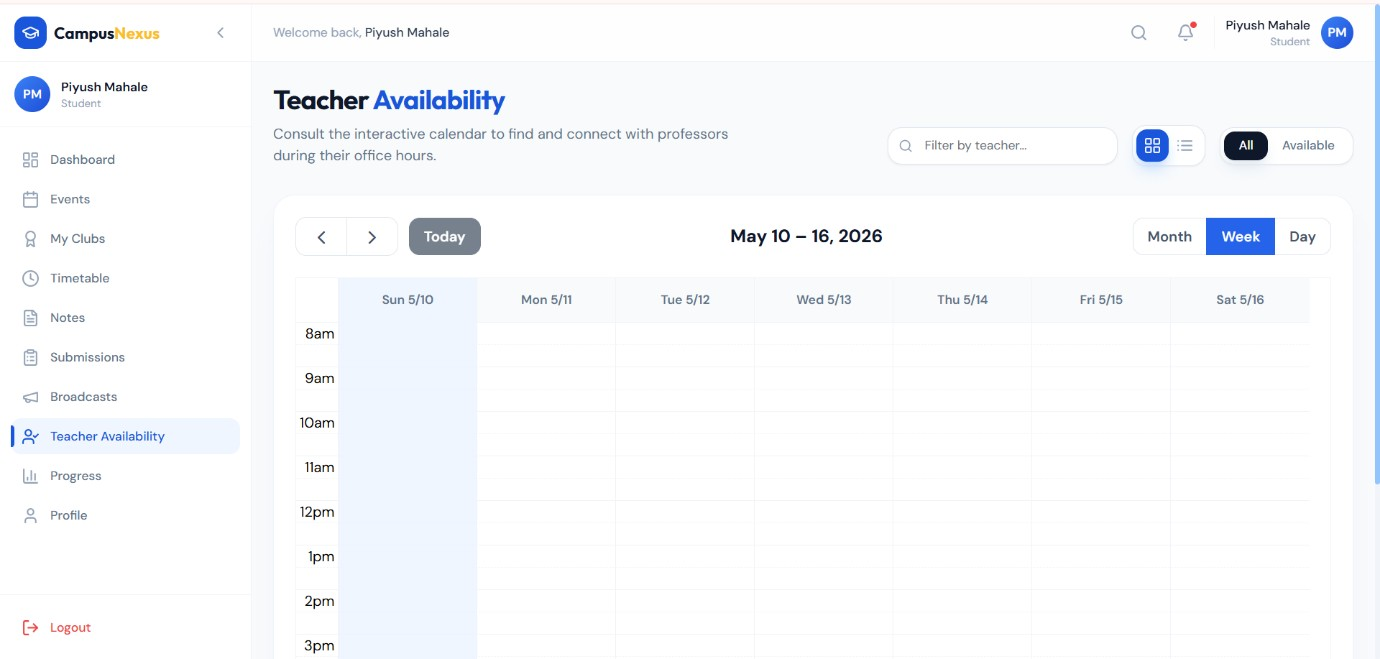 CampusNexus
Welcome back, Piyush Mahale
Piyush Mahale
Student
PM
PM
Piyush Mahale
Student
Dashboard
Events
My Clubs
Timetable
Notes
Submissions
Broadcasts
Teacher Availability
Progress
Profile
Logout
Teacher Availability
Consult the interactive calendar to find and connect with professors
during their office hours.
Filter by teacher...
All
Available
Today
May 10 – 16, 2026
Month
Week
Day
Sun 5/10
Mon 5/11
Tue 5/12
Wed 5/13
Thu 5/14
Fri 5/15
Sat 5/16
8am
9am
10am
11am
12pm
1pm
2pm
3pm